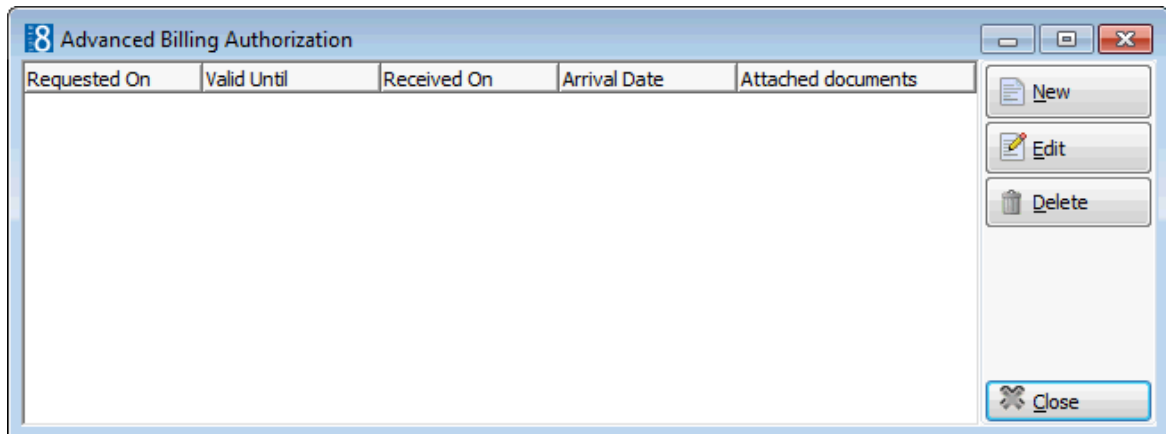 8 Advanced Billing Authorization
Requested On Valid Until Received On Arrival Date Attached documents
New
Edit
Delete
Close